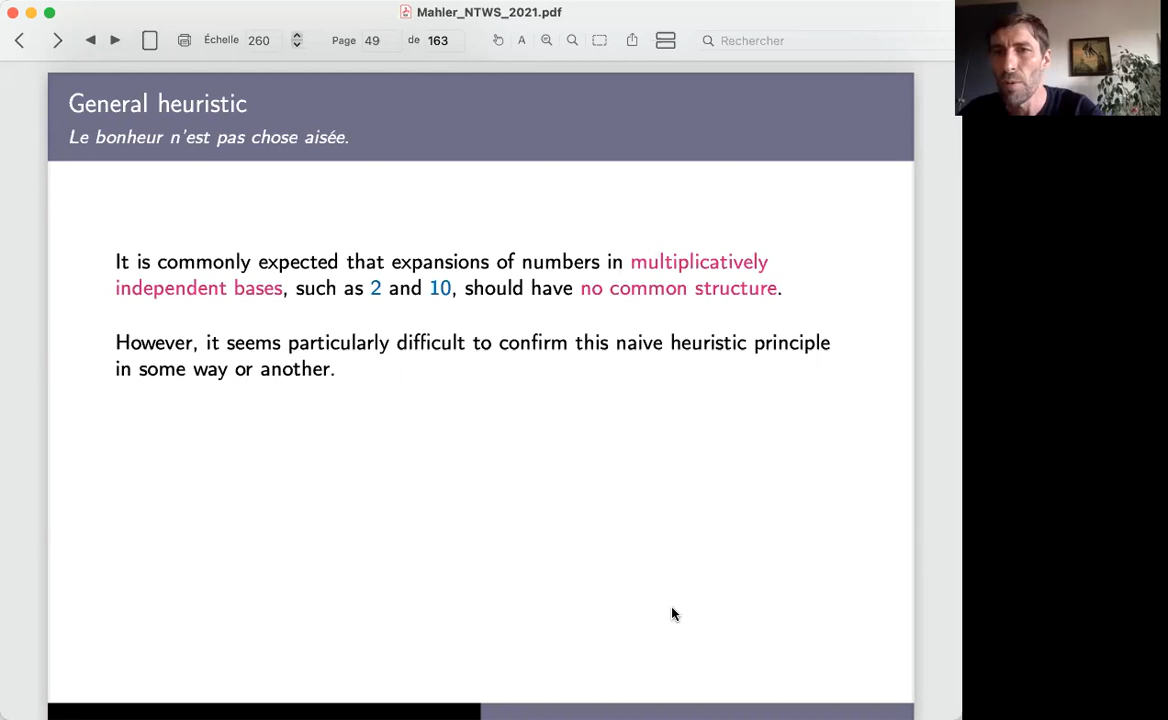 Mahler_NTWS_2021.pdf
Échelle 260 Page 49 de 163 A Rechercher
General heuristic
Le bonheur n'est pas chose aisée.
It is commonly expected that expansions of numbers in multiplicatively
independent bases, such as 2 and 10, should have no common structure.
However, it seems particularly difficult to confirm this naive heuristic principle
in some way or another.